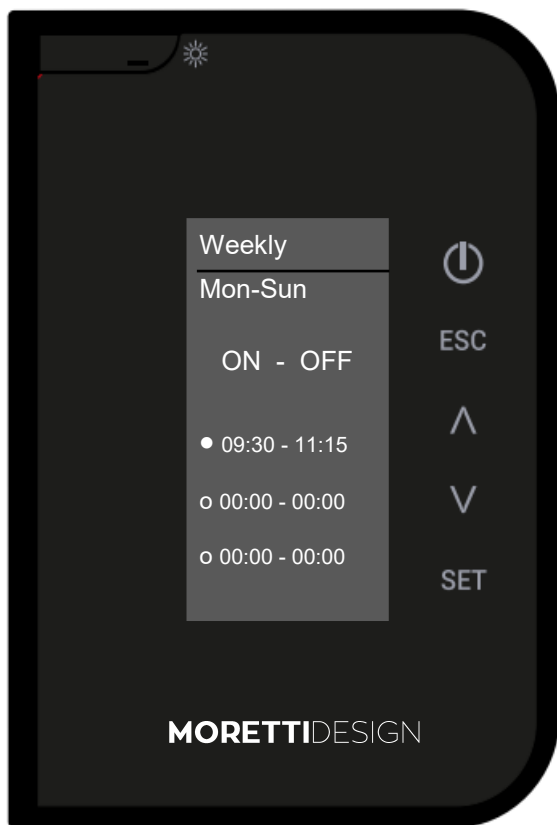 Weekly
Mon-Sun
ON - OFF
● 09:30 - 11:15
o 00:00 - 00:00
o 00:00 - 00:00
ESC
SET
MORETTIDESIGN